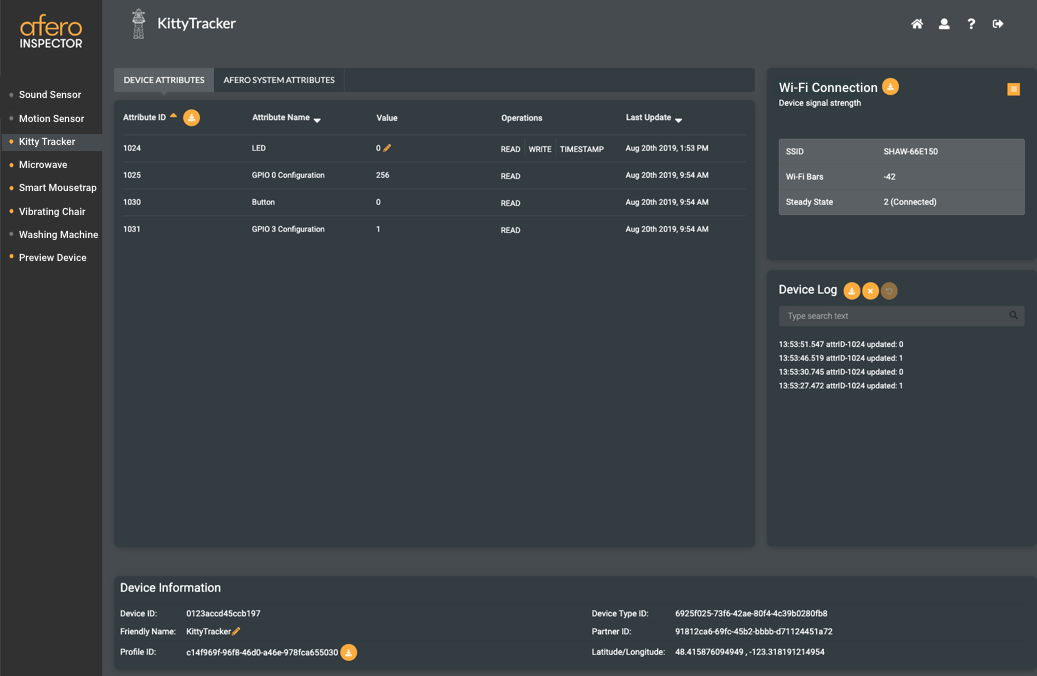 afero
INSPECTOR
KittyTracker
Sound Sensor
Motion Sensor
Kitty Tracker
Microwave
Smart Mousetrap
Vibrating Chair
Washing Machine
Preview Device
DEVICE ATTRIBUTES AFERO SYSTEM ATTRIBUTES
Attribute ID Attribute Name Value Operations Last Update
1024 LED 0 READ WRITE TIMESTAMP Aug 20th 2019, 1:53 PM
1025 GPIO 0 Configuration 256 READ Aug 20th 2019, 9:54 AM
1030 Button 0 READ Aug 20th 2019, 9:54 AM
1031 GPIO 3 Configuration 1 READ Aug 20th 2019, 9:54 AM
Wi-Fi Connection
Device signal strength
SSID SHAW-66E150
Wi-Fi Bars -42
Steady State 2 (Connected)
Device Log
Type search text
13:53:51.547 attrID-1024 updated: 0
13:53:46.519 attrID-1024 updated: 1
13:53:30.745 attrID-1024 updated: 0
13:53:27.472 attrID-1024 updated: 1
Device Information
Device ID: 0123accd45ccb197
Friendly Name: KittyTracker
Profile ID: c14f969f-96f8-46d0-a46e-978fca655030
Device Type ID: 6925f025-73f6-42ae-80f4-4c39b0280fb8
Partner ID: 91812ca6-69fc-45b2-bbbb-d71124451a72
Latitude/Longitude: 48.415876094949 , -123.318191214954